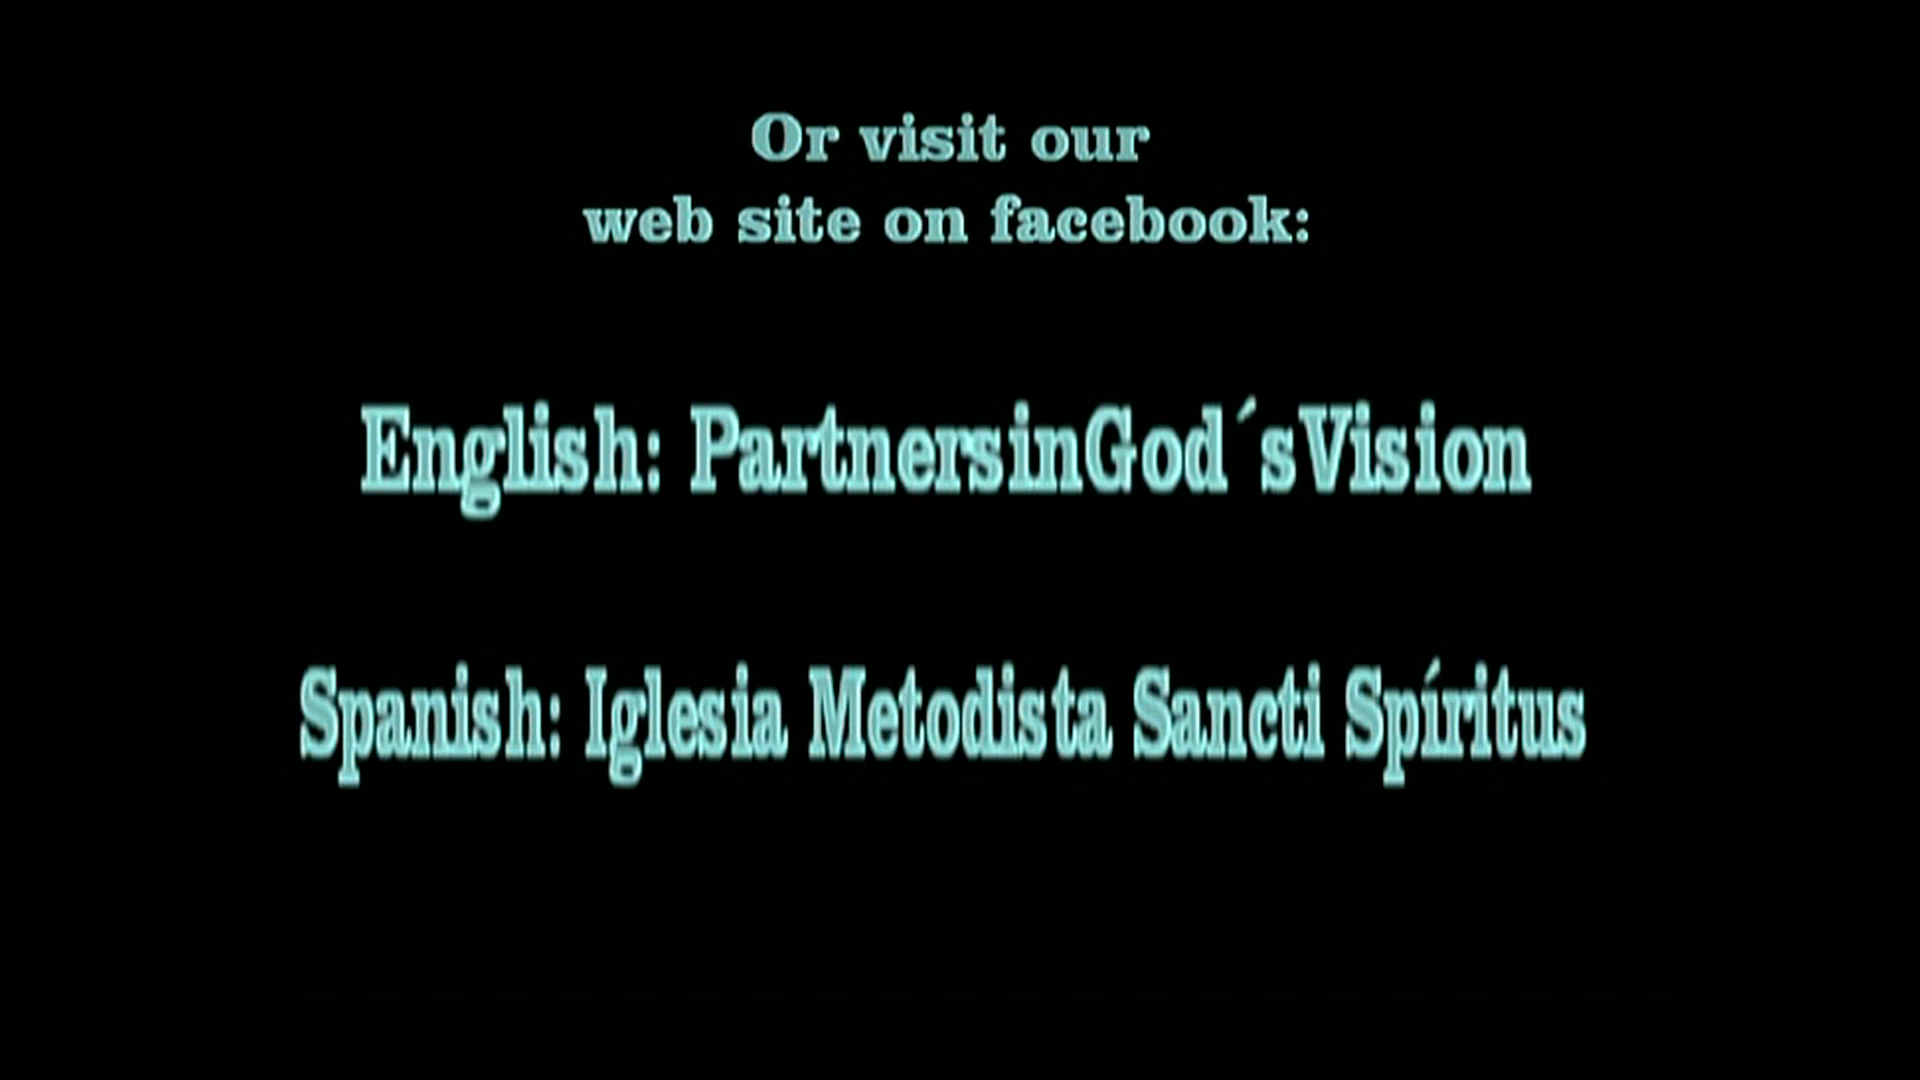 Or visit our
web site on facebook:
English: PartnersinGod´sVision
Spanish: Iglesia Metodista Sancti Spíritus